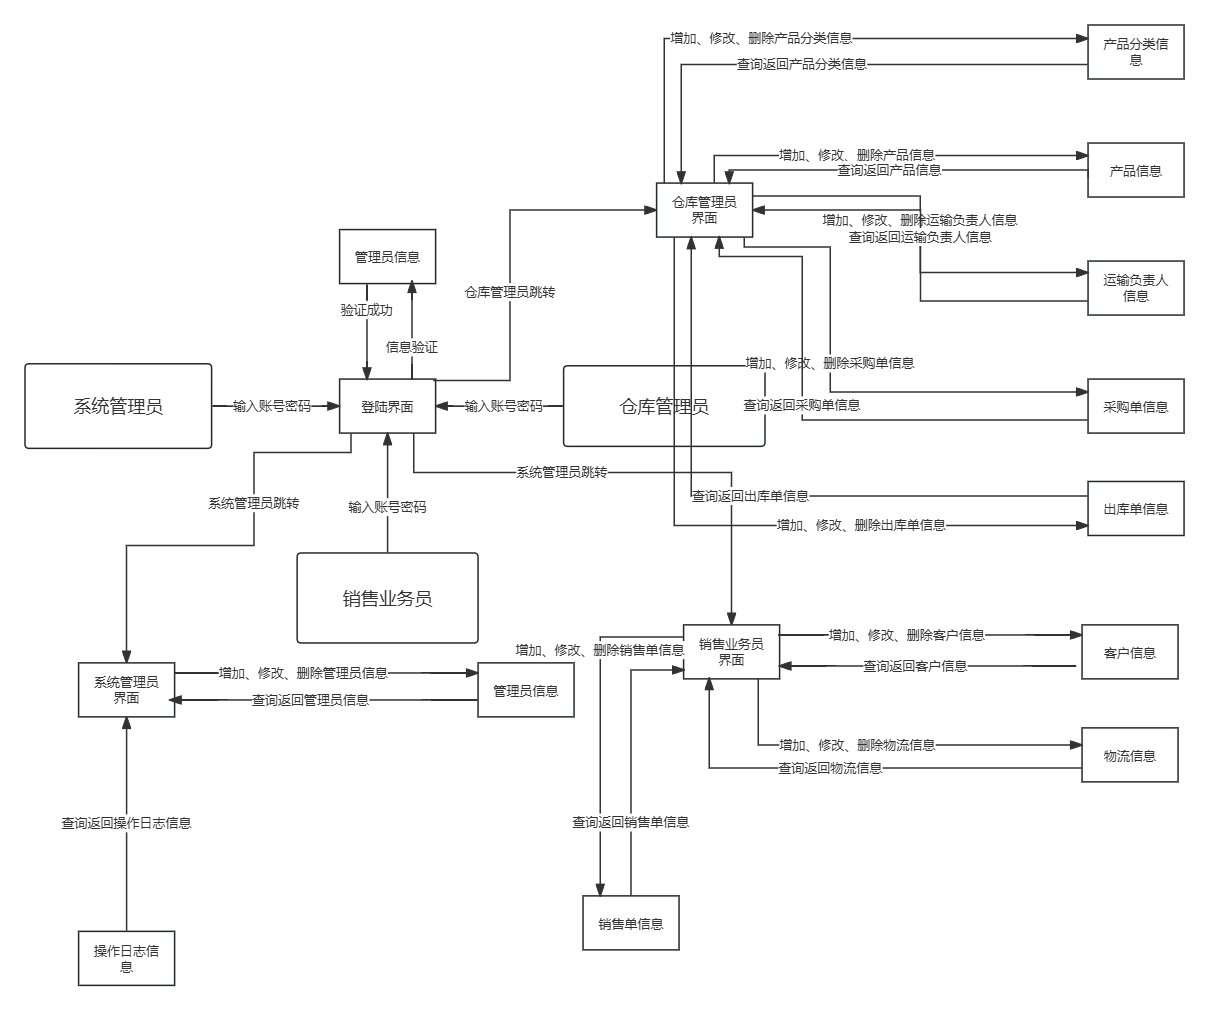 增加、修改、删除产品分类信息
产品分类信
息
查询返回产品分类信息
增加、修改、删除产品信息
查询返回产品信息
产品信息
仓库管理员
界面
增加、修改、删除运输负责人信息
查询返回运输负责人信息
管理员信息
运输负责人
信息
仓库管理员跳转
验证成功
信息验证
增加、修改、删除采购单信息
系统管理员
输入账号密码
登陆界面
输入账号密码
仓库管理员
查询返回采购单信息
采购单信息
系统管理员跳转
查询返回出库单信息
系统管理员跳转
输入账号密码
出库单信息
增加、修改、删除出库单信息
销售业务员
增加、修改、删除销售单信息
销售业务员
界面
增加、修改、删除客户信息
客户信息
查询返回客户信息
系统管理员
界面
增加、修改、删除管理员信息
查询返回管理员信息
管理员信息
增加、修改、删除物流信息
物流信息
查询返回物流信息
查询返回操作日志信息
查询返回销售单信息
销售单信息
操作日志信
息